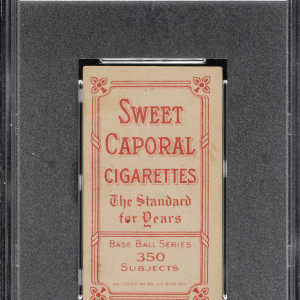 SWEET
CAPORAL
CIGARETTES
The Standard
for Years
BASE BALL SERIES
350
SUBJECTS